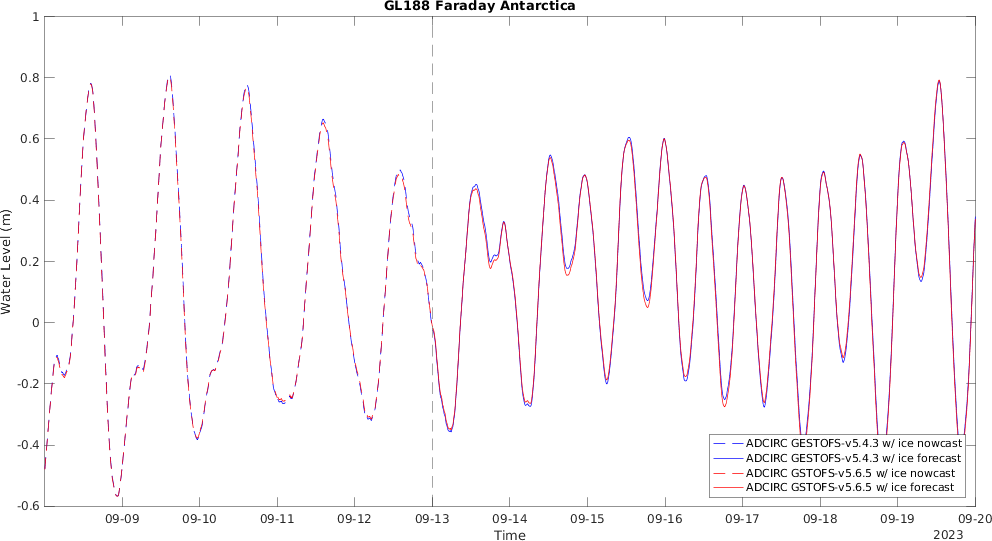 GL188 Faraday Antarctica
1
0.8
0.6
0.4
0.2
0
-0.2
-0.4
-0.6
Water Level (m)
ADCIRC GESTOFS-v5.4.3 w/ ice nowcast
ADCIRC GESTOFS-v5.4.3 w/ ice forecast
ADCIRC GSTOFS-v5.6.5 w/ ice nowcast
ADCIRC GSTOFS-v5.6.5 w/ ice forecast
09-09 09-10 09-11 09-12 09-13 09-14 09-15 09-16 09-17 09-18 09-19 09-20
Time
2023